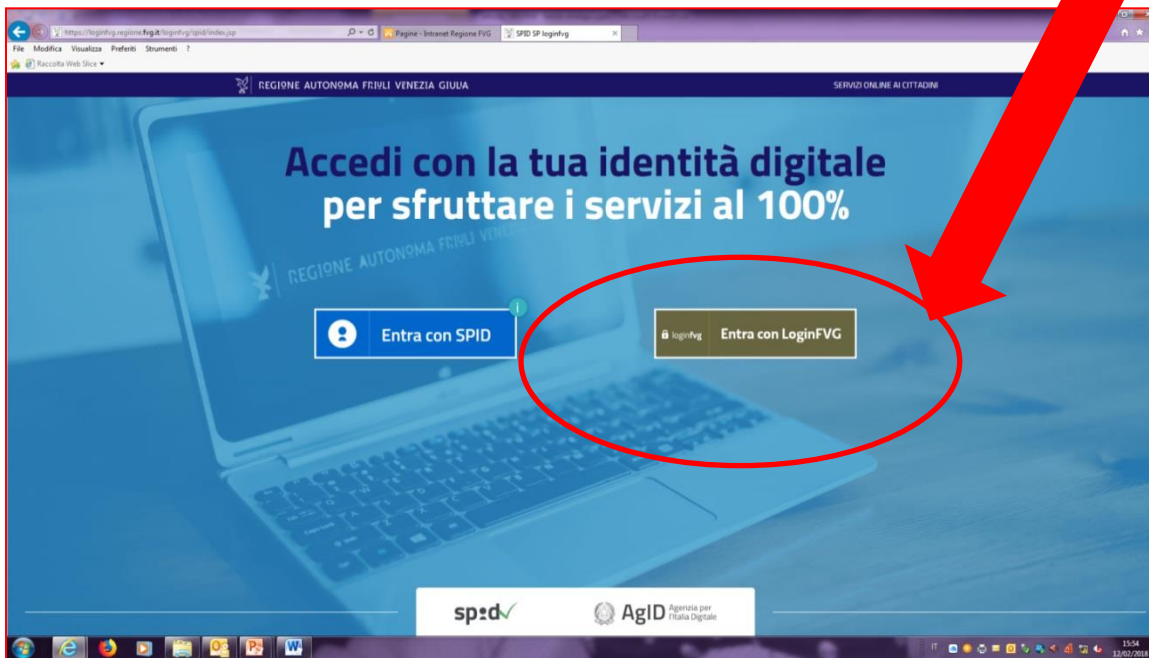 https://loginfvg.regione.fvg.it/loginfvg/spid/index.jsp
Pagine - Intranet Regione FVG
SPID SP loginfvg
File Modifica Visualizza Preferiti Strumenti ?
Raccolta Web Slice
REGIONE AUTONOMA FRIULI VENEZIA GIULIA
SERVIZI ONLINE AI CITTADINI
Accedi con la tua identità digitale
per sfruttare i servizi al 100%
REGIONE AUTONOMA FRIULI VENE
i
Entra con SPID
loginfvg Entra con LoginFVG
spid
AgID Agenzia per
l'Italia Digitale
IT
15:54
12/02/2018